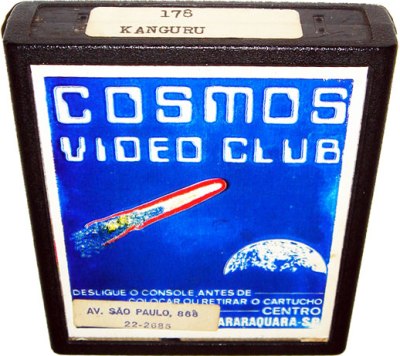 178
KANGURU
COSMOS
VIDEO CLUB
DESLIGUE O CONSOLE ANTES DE
COLOCAR OU RETIRAR O CARTUCHO
CENTRO
AV. SÃO PAULO, 868
ARARAQUARA-SP
22-2685